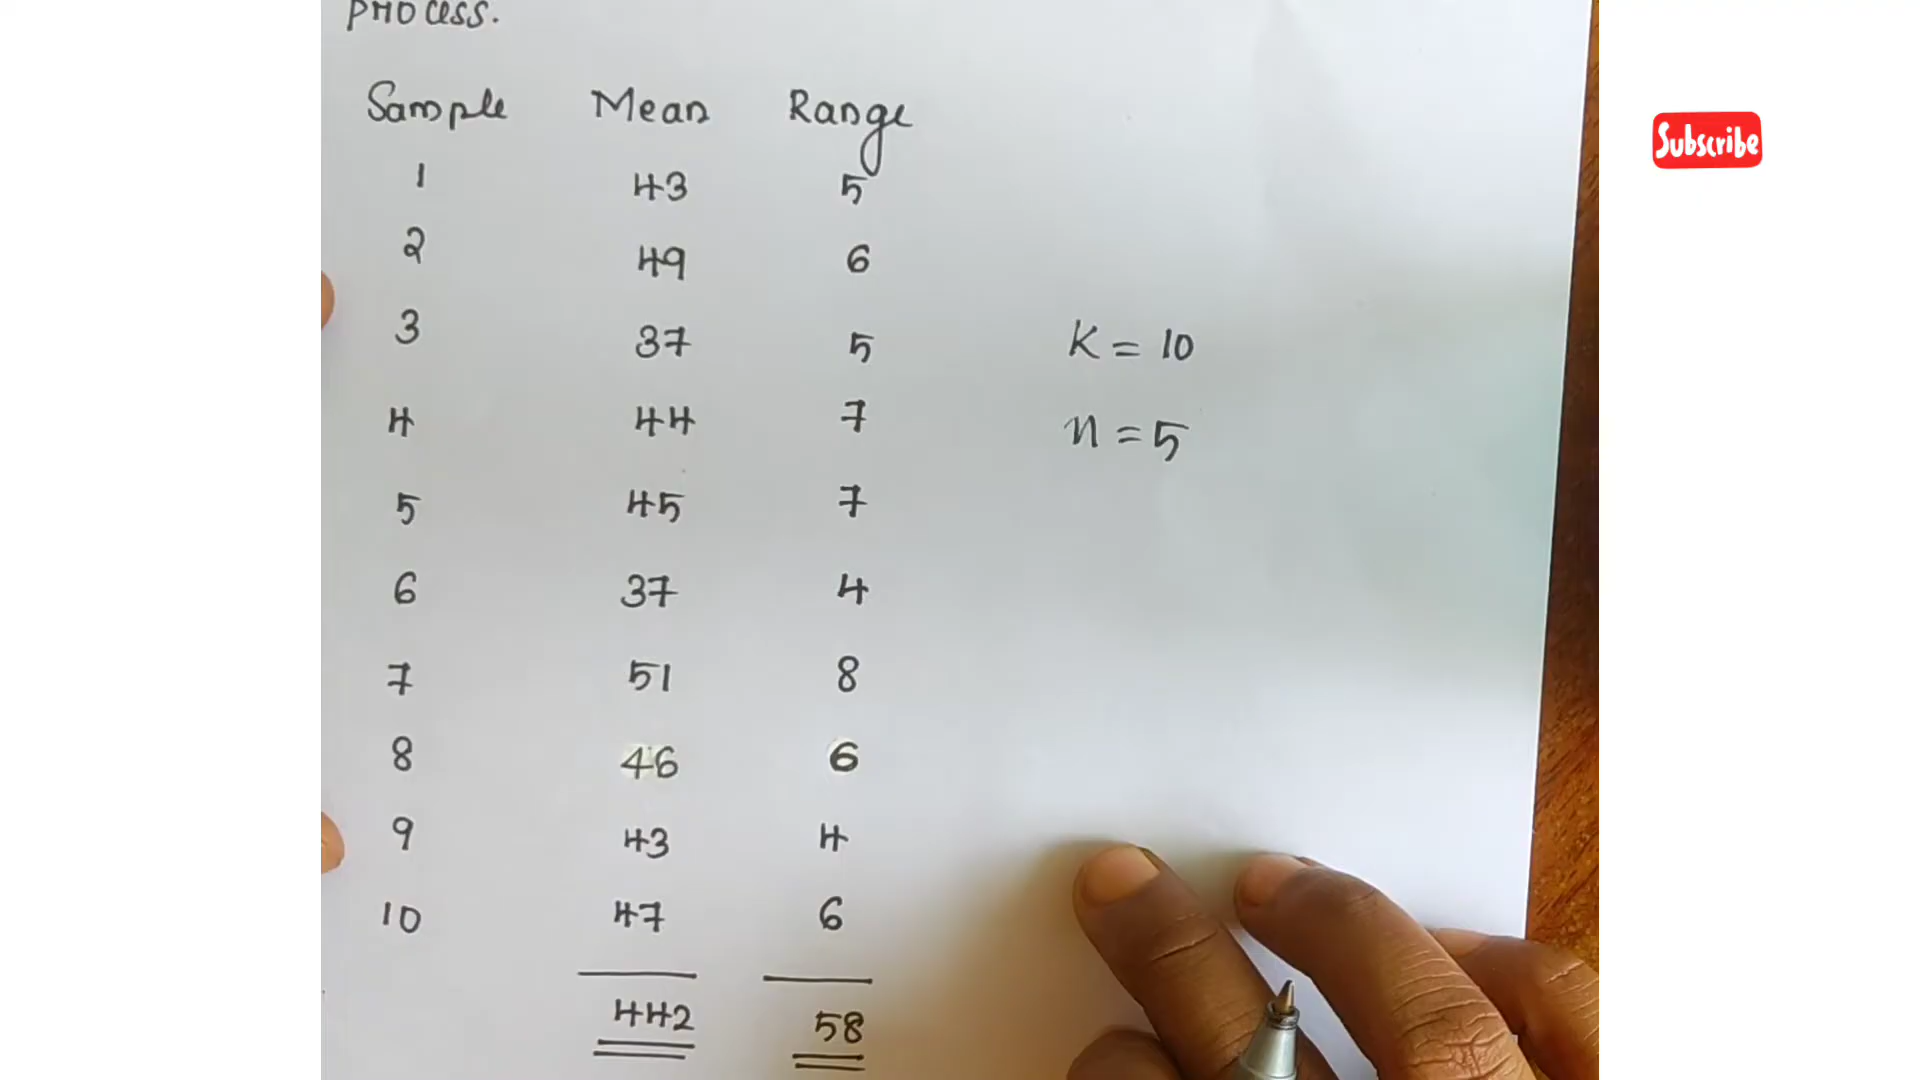 process.
Sample Mean Range
1 43 5
2 49 6
3 37 5
4 44 7
5 45 7
6 37 4
7 51 8
8 46 6
9 43 4
10 47 6
442 58
K = 10
n = 5
Subscribe